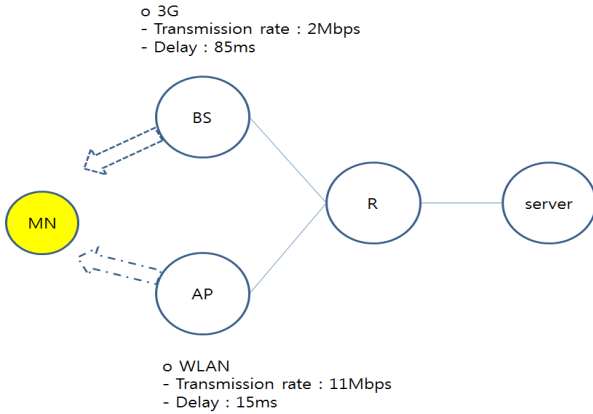 o 3G
- Transmission rate : 2Mbps
- Delay : 85ms
BS
MN
R
server
AP
o WLAN
- Transmission rate : 11Mbps
- Delay : 15ms